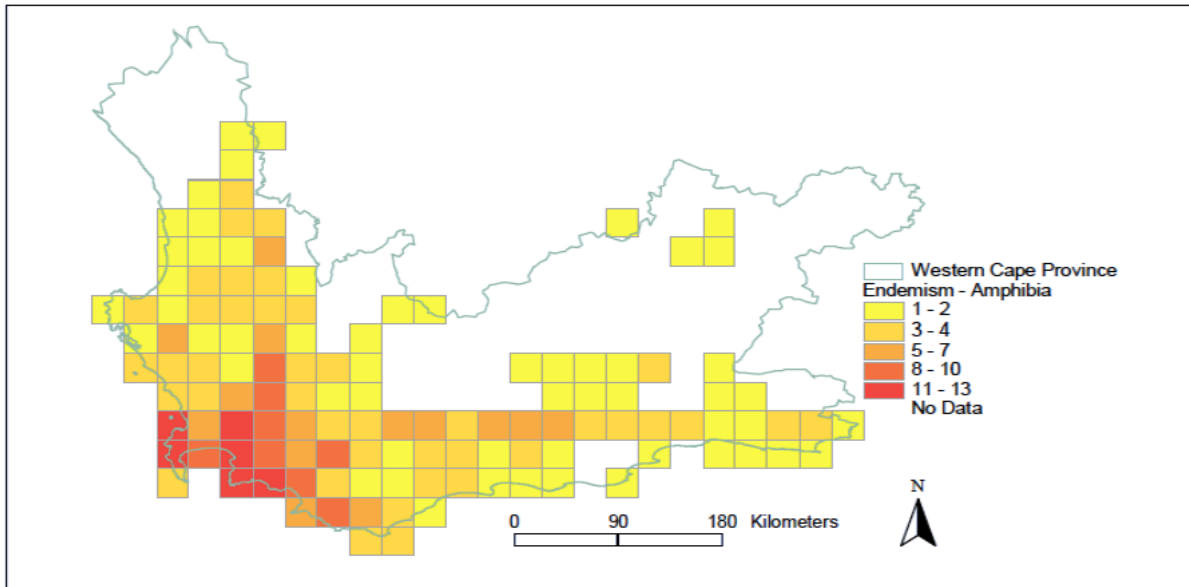 Western Cape Province
Endemism - Amphibia
1 - 2
3 - 4
5 - 7
8 - 10
11 - 13
No Data
N
0 90 180 Kilometers